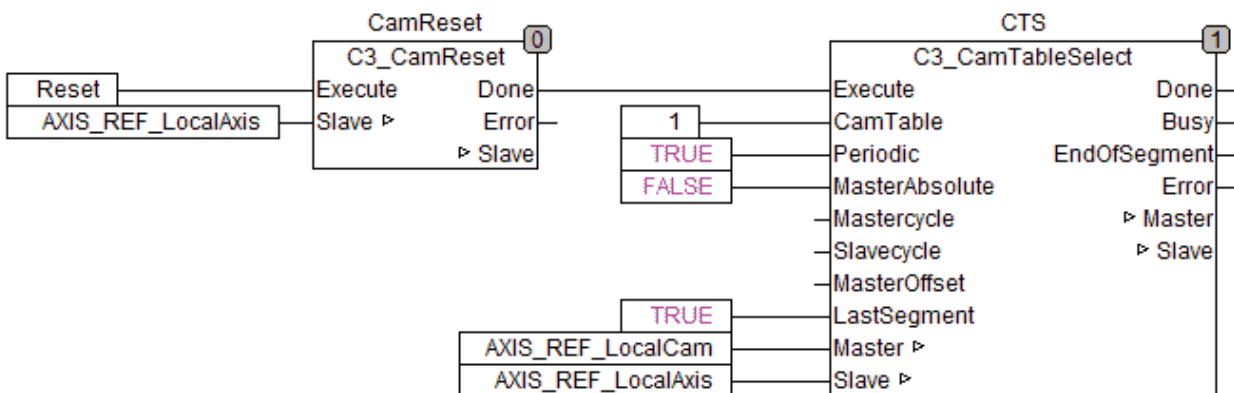 CamReset
0
C3_CamReset
Reset
Execute
Done
AXIS_REF_LocalAxis
Slave
Error
Slave
CTS
1
C3_CamTableSelect
Execute
Done
1
CamTable
Busy
TRUE
Periodic
EndOfSegment
FALSE
MasterAbsolute
Error
Mastercycle
Master
Slavecycle
Slave
MasterOffset
TRUE
LastSegment
AXIS_REF_LocalCam
Master
AXIS_REF_LocalAxis
Slave